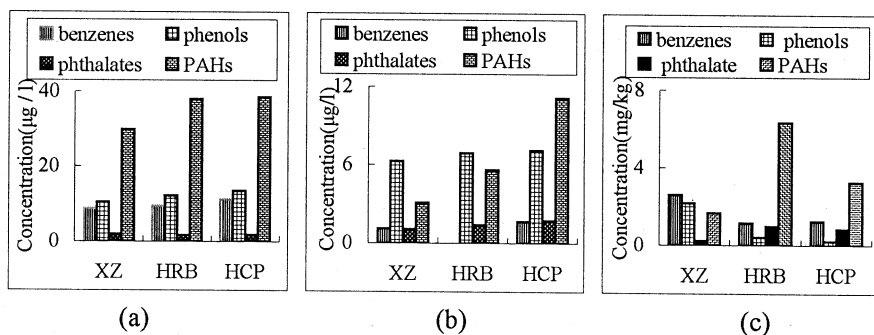 benzenes phenols
phthalates PAHs
Concentration(μg / l)
40
20
0
XZ HRB HCP
(a)
benzenes phenols
phthalates PAHs
Concentration(μg/l)
12
6
0
XZ HRB HCP
(b)
benzenes phenols
phthalate PAHs
Concentration(mg/kg)
8
4
0
XZ HRB HCP
(c)